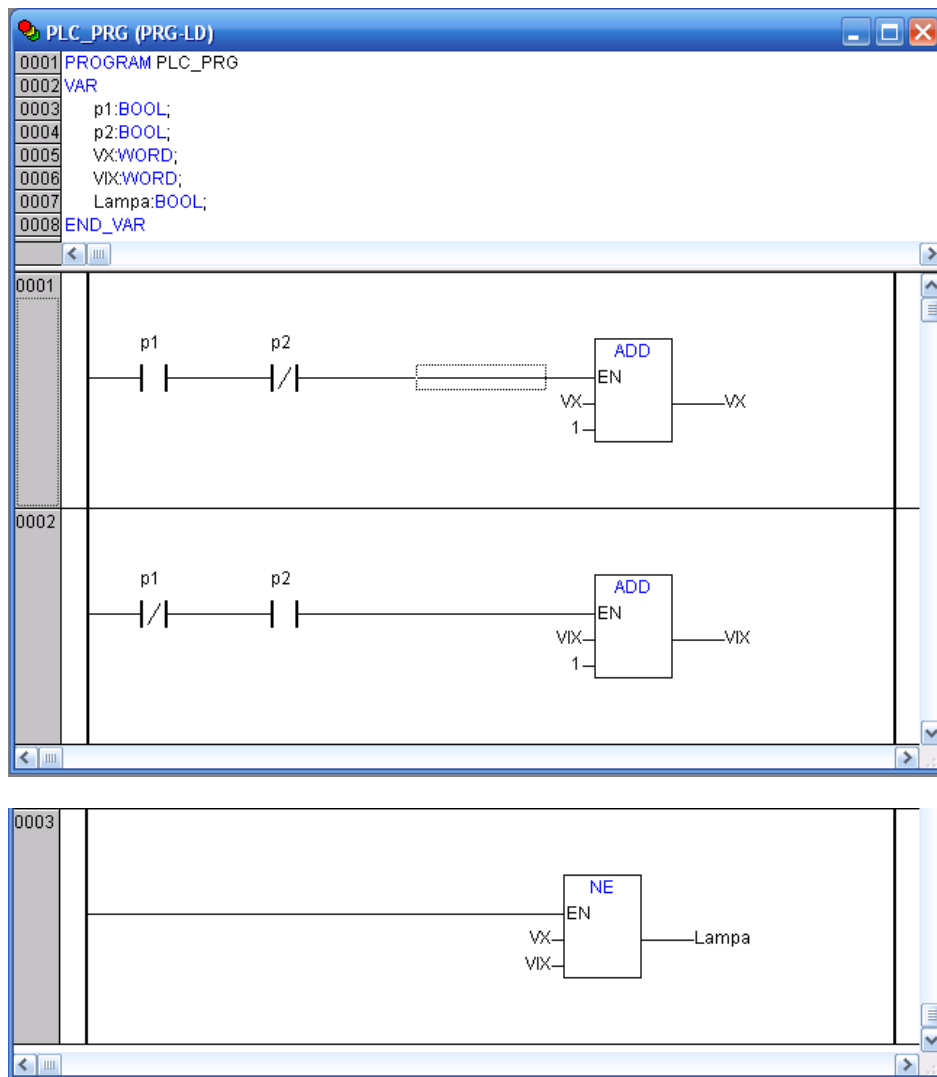 PLC_PRG (PRG-LD)
0001 PROGRAM PLC_PRG
0002 VAR
0003 p1:BOOL;
0004 p2:BOOL;
0005 VX:WORD;
0006 VIX:WORD;
0007 Lampa:BOOL;
0008 END_VAR
0001
p1 p2 ADD
EN
VX VX
1
0002
p1 p2 ADD
EN
VIX VIX
1
0003
NE
EN
VX Lampa
VIX